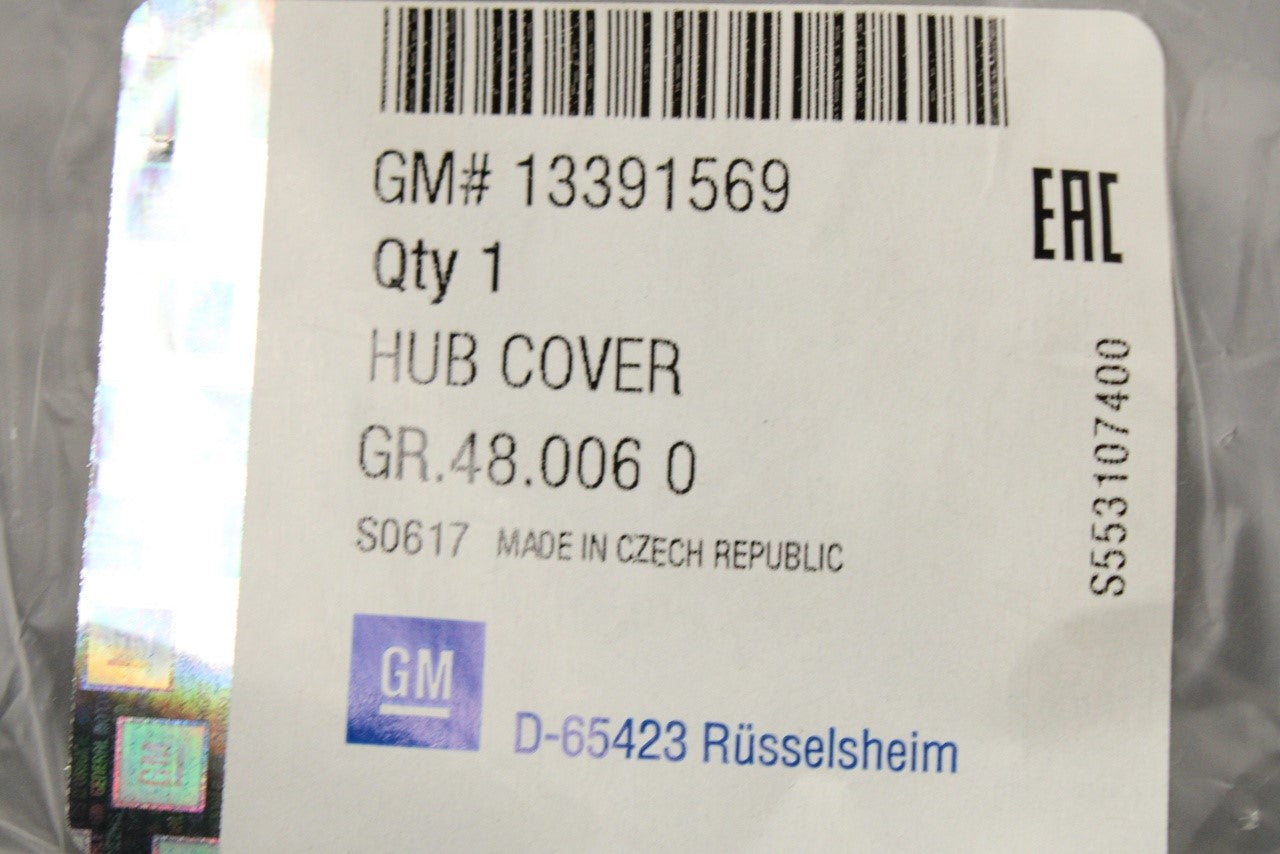 GM# 13391569
EAC
Qty 1
HUB COVER
GR.48.006 0
S0617 MADE IN CZECH REPUBLIC
S553107400
GM
D-65423 Rüsselsheim
GM